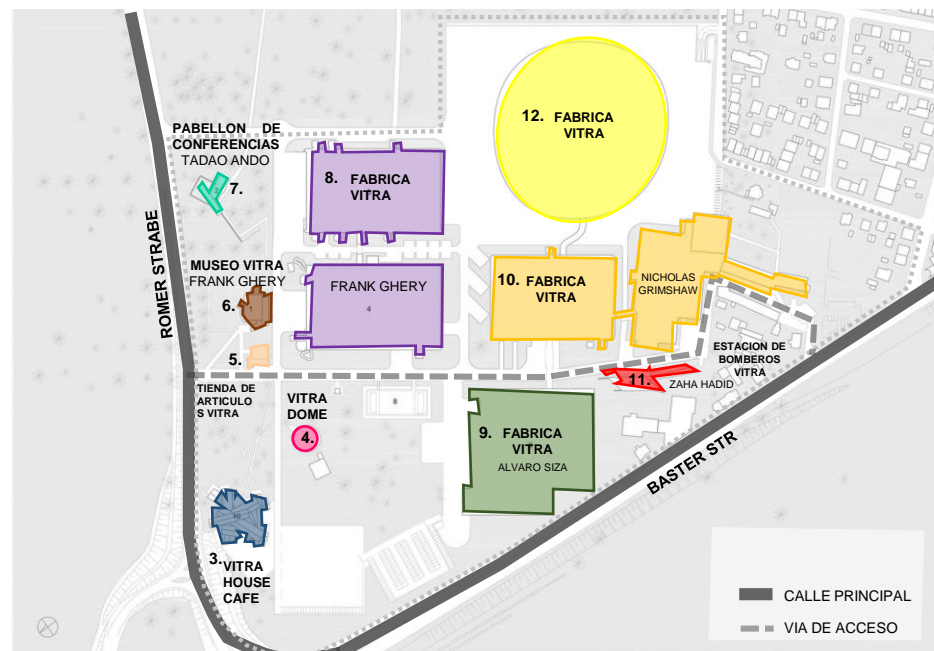 12. FABRICA
VITRA
PABELLON DE
CONFERENCIAS
TADAO ANDO
7.
8. FABRICA
VITRA
MUSEO VITRA
FRANK GHERY
6.
FRANK GHERY
4
10. FABRICA
VITRA
NICHOLAS
GRIMSHAW
ROMER STRABE
5.
TIENDA DE
ARTICULO
S VITRA
VITRA
DOME
4.
8
ESTACION DE
BOMBEROS
VITRA
11.
ZAHA HADID
9. FABRICA
VITRA
ALVARO SIZA
BASTER STR
3. VITRA
HOUSE
CAFE
CALLE PRINCIPAL
VIA DE ACCESO